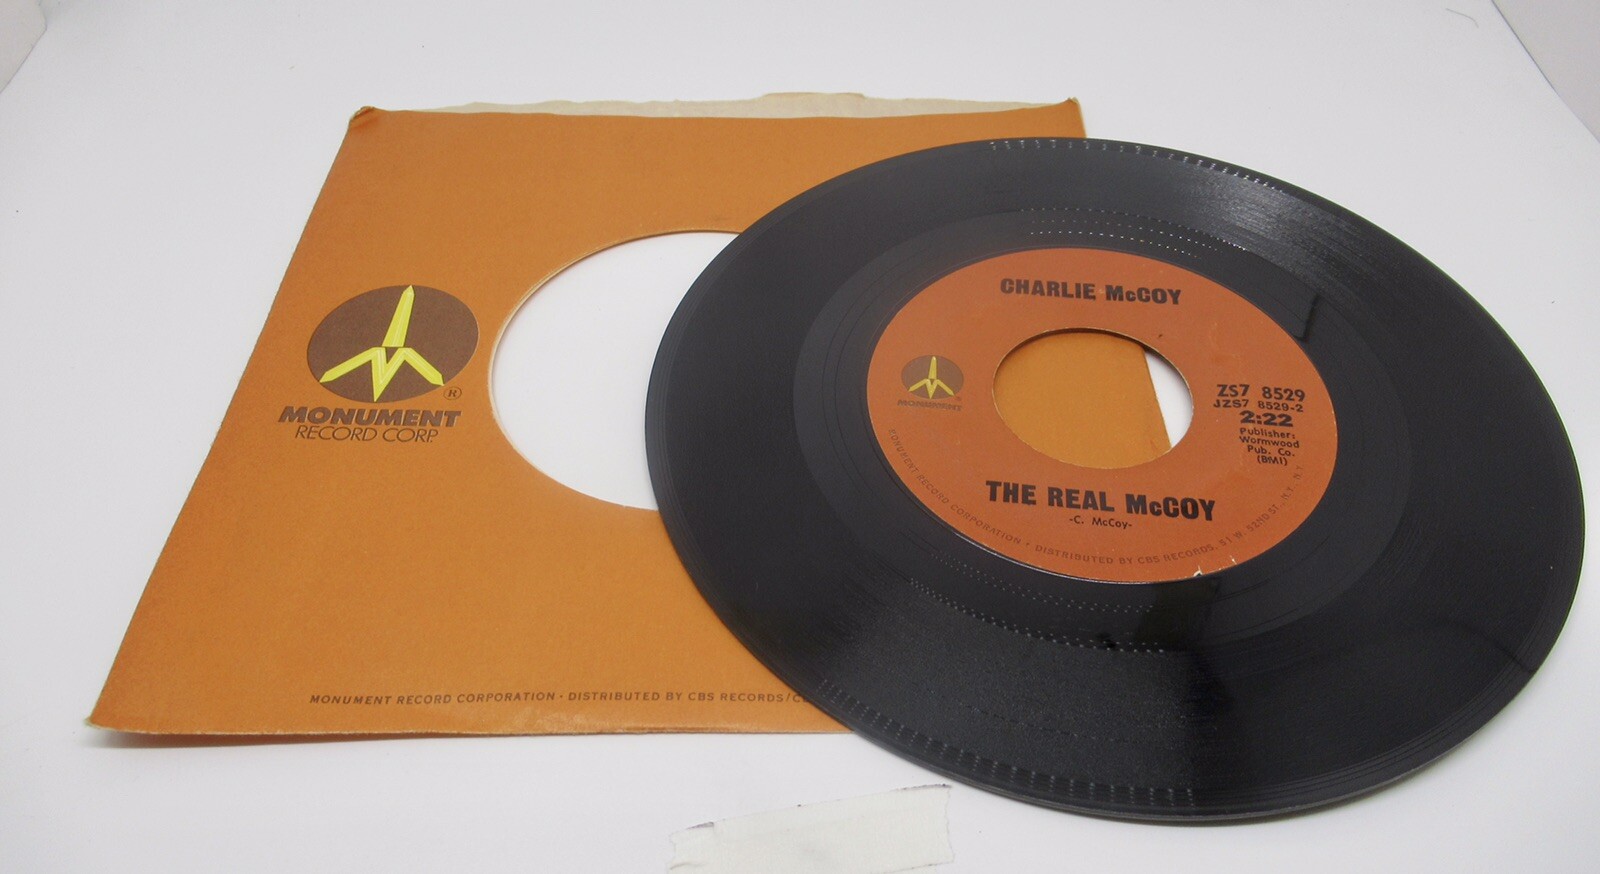 ®
MONUMENT
RECORD CORP.
MONUMENT RECORD CORPORATION · DISTRIBUTED BY CBS RECORDS/
CHARLIE McCOY
®
MONUMENT
ZS7 8529
JZS7 8529-2
2:22
Publisher:
Wormwood
Pub. Co.
(BMI)
THE REAL McCOY
-C. McCoy-
MONUMENT RECORD CORPORATION · DISTRIBUTED BY CBS RECORDS, 51 W. 52ND ST., N.Y., N.Y.